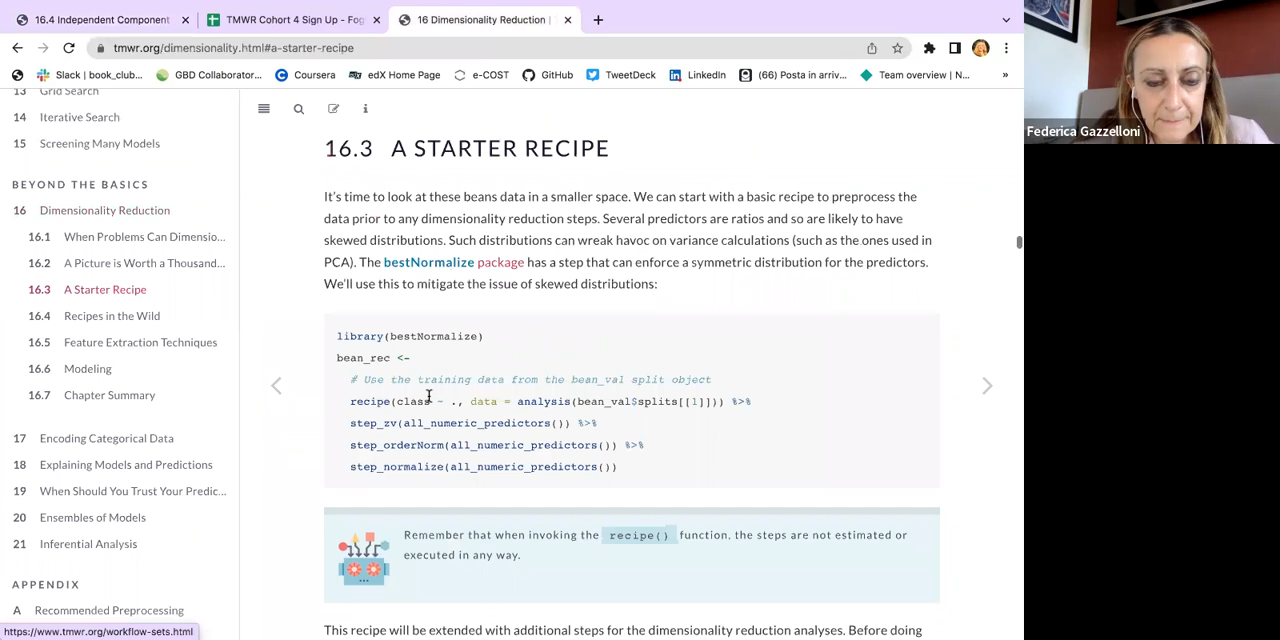 16.4 Independent Component
TMWR Cohort 4 Sign Up - Fog
16 Dimensionality Reduction |
tmwr.org/dimensionality.html#a-starter-recipe
Slack | book_club...
GBD Collaborator...
Coursera
edX Home Page
e-COST
GitHub
TweetDeck
LinkedIn
(66) Posta in arriv...
Team overview | N...
»
13 Grid Search
14 Iterative Search
15 Screening Many Models
BEYOND THE BASICS
16 Dimensionality Reduction
16.1 When Problems Can Dimensio...
16.2 A Picture is Worth a Thousand...
16.3 A Starter Recipe
16.4 Recipes in the Wild
16.5 Feature Extraction Techniques
16.6 Modeling
16.7 Chapter Summary
17 Encoding Categorical Data
18 Explaining Models and Predictions
19 When Should You Trust Your Predic...
20 Ensembles of Models
21 Inferential Analysis
APPENDIX
A Recommended Preprocessing
https://www.tmwr.org/workflow-sets.html
16.3 A STARTER RECIPE
It's time to look at these beans data in a smaller space. We can start with a basic recipe to preprocess the
data prior to any dimensionality reduction steps. Several predictors are ratios and so are likely to have
skewed distributions. Such distributions can wreak havoc on variance calculations (such as the ones used in
PCA). The bestNormalize package has a step that can enforce a symmetric distribution for the predictors.
We'll use this to mitigate the issue of skewed distributions:
library(bestNormalize)
bean_rec <-
# Use the training data from the bean_val split object
recipe(class ~ ., data = analysis(bean_val$splits[[1]])) %>%
step_zv(all_numeric_predictors()) %>%
step_orderNorm(all_numeric_predictors()) %>%
step_normalize(all_numeric_predictors())
Remember that when invoking the recipe() function, the steps are not estimated or
executed in any way.
This recipe will be extended with additional steps for the dimensionality reduction analyses. Before doing
Federica Gazzelloni